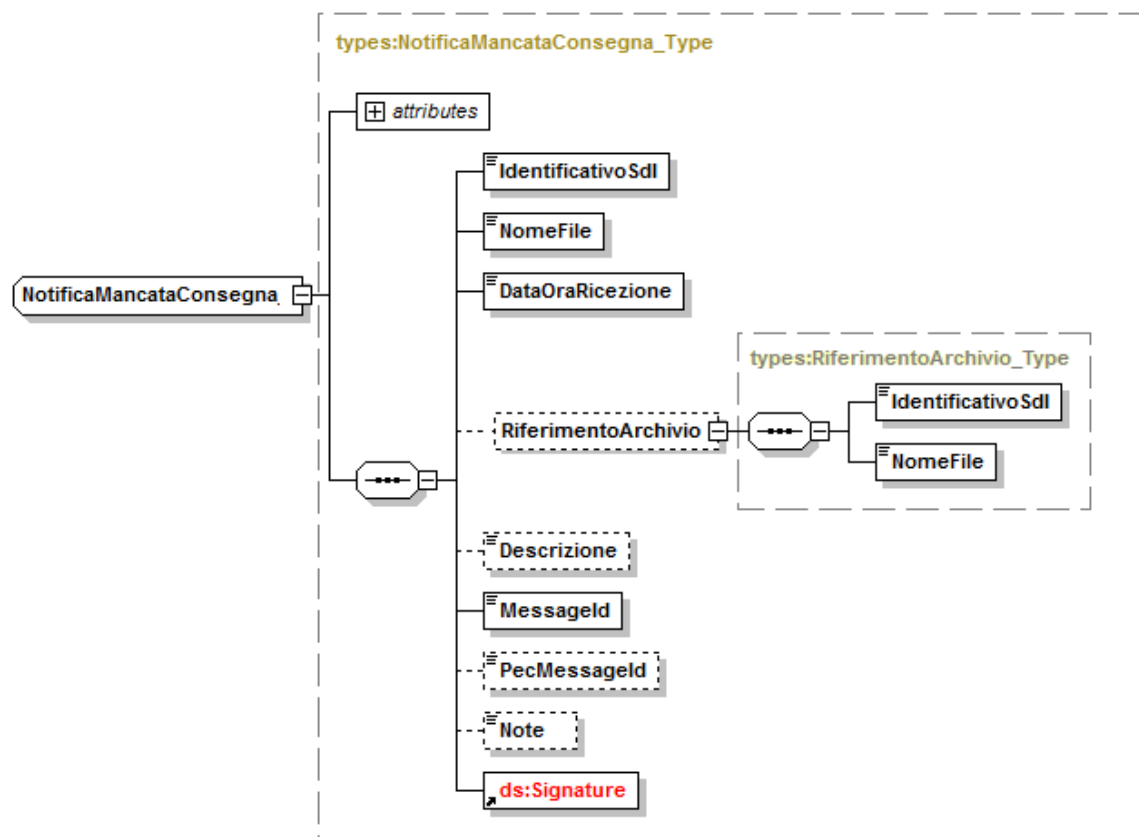 types:NotificaMancataConsegna_Type
attributes
IdentificativoSdI
NomeFile
DataOraRicezione
NotificaMancataConsegna
types:RiferimentoArchivio_Type
IdentificativoSdI
RiferimentoArchivio
NomeFile
Descrizione
MessageId
PecMessageId
Note
ds:Signature